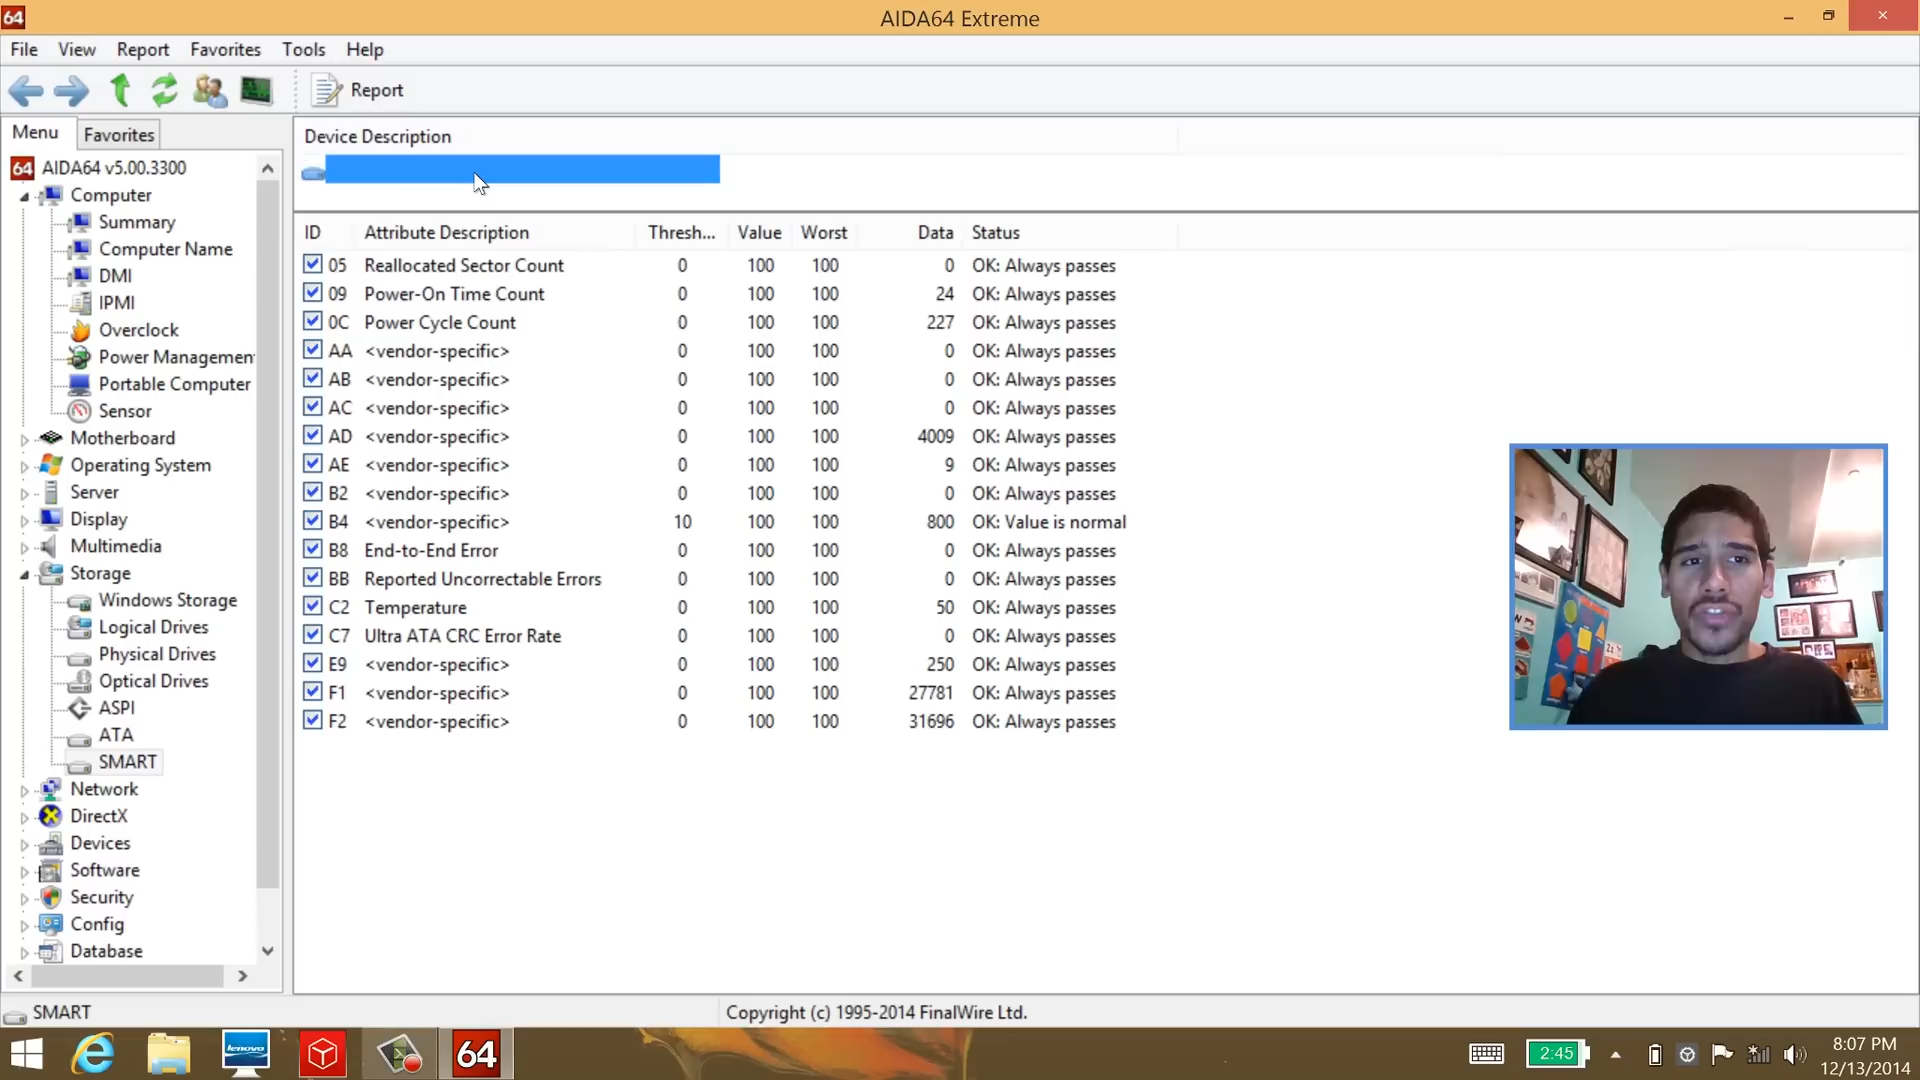 64 AIDA64 Extreme
File View Report Favorites Tools Help
Report
Menu Favorites
64 AIDA64 v5.00.3300
Computer
Summary
Computer Name
DMI
IPMI
Overclock
Power Managemen
Portable Computer
Sensor
Motherboard
Operating System
Server
Display
Multimedia
Storage
Windows Storage
Logical Drives
Physical Drives
Optical Drives
ASPI
ATA
SMART
Network
DirectX
Devices
Software
Security
Config
Database
Device Description
ID Attribute Description Thresh... Value Worst Data Status
05 Reallocated Sector Count 0 100 100 0 OK: Always passes
09 Power-On Time Count 0 100 100 24 OK: Always passes
0C Power Cycle Count 0 100 100 227 OK: Always passes
AA <vendor-specific> 0 100 100 0 OK: Always passes
AB <vendor-specific> 0 100 100 0 OK: Always passes
AC <vendor-specific> 0 100 100 0 OK: Always passes
AD <vendor-specific> 0 100 100 4009 OK: Always passes
AE <vendor-specific> 0 100 100 9 OK: Always passes
B2 <vendor-specific> 0 100 100 0 OK: Always passes
B4 <vendor-specific> 10 100 100 800 OK: Value is normal
B8 End-to-End Error 0 100 100 0 OK: Always passes
BB Reported Uncorrectable Errors 0 100 100 0 OK: Always passes
C2 Temperature 0 100 100 50 OK: Always passes
C7 Ultra ATA CRC Error Rate 0 100 100 0 OK: Always passes
E9 <vendor-specific> 0 100 100 250 OK: Always passes
F1 <vendor-specific> 0 100 100 27781 OK: Always passes
F2 <vendor-specific> 0 100 100 31696 OK: Always passes
SMART Copyright (c) 1995-2014 FinalWire Ltd.
lenovo 64 2:45 8:07 PM
12/13/2014